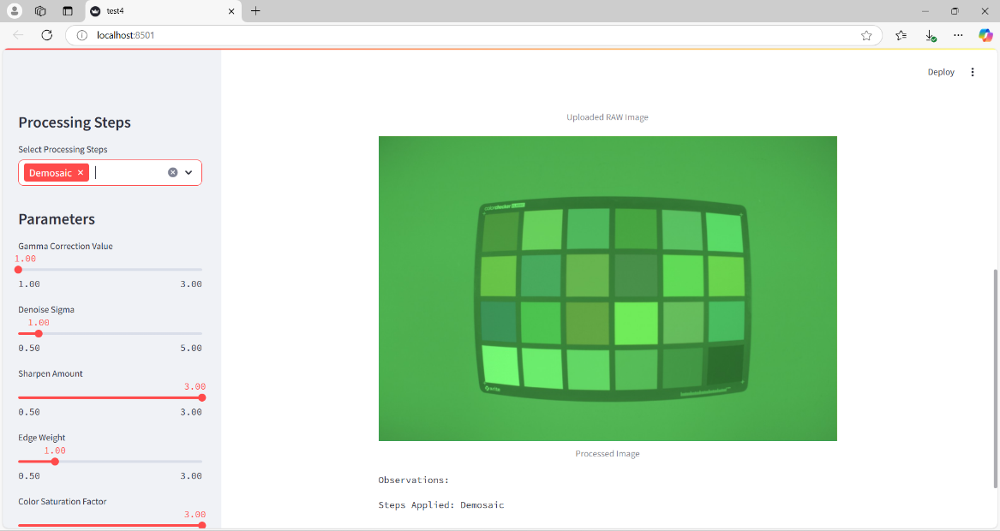 test4
localhost:8501
Deploy
Processing Steps
Select Processing Steps
Demosaic
Parameters
Gamma Correction Value
1.00
1.00 3.00
Denoise Sigma
1.00
0.50 5.00
Sharpen Amount
3.00
0.50 3.00
Edge Weight
1.00
0.50 3.00
Color Saturation Factor
3.00
Uploaded RAW Image
colorchecker
x-rite
Processed Image
Observations:
Steps Applied: Demosaic